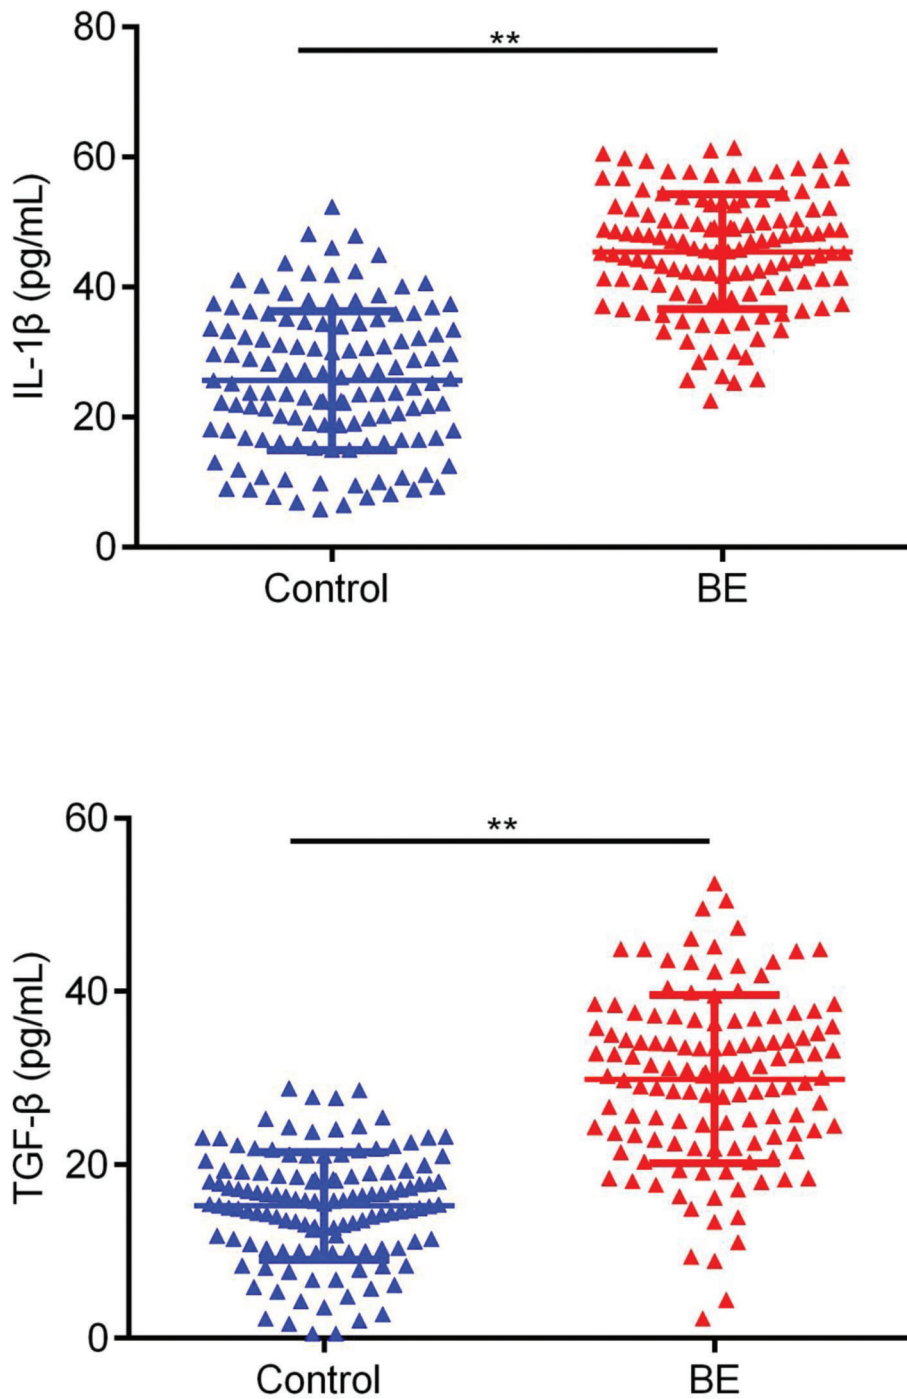 80
**
60
IL-1β (pg/mL)
40
20
0
Control BE
60
**
40
TGF-β (pg/mL)
20
0
Control BE